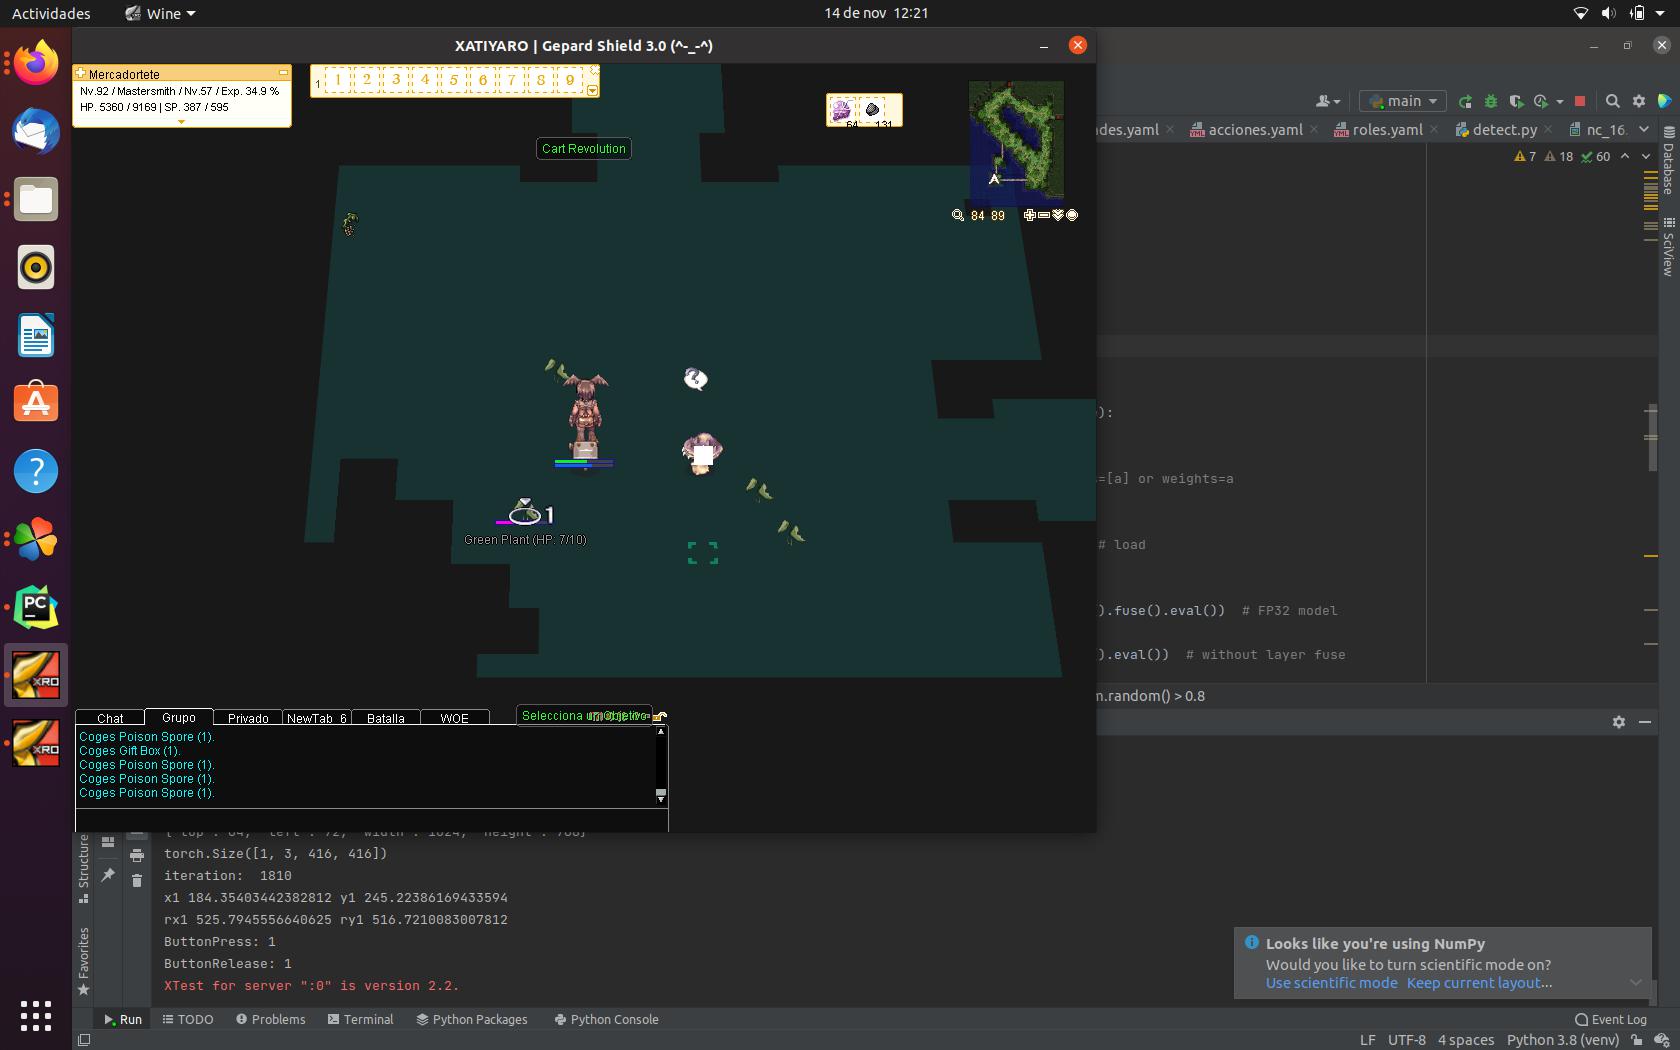 Actividades
Wine
14 de nov 12:21
XATIYARO | Gepard Shield 3.0 (^-_-^)
Mercadortete
Nv.92 / Mastersmith / Nv.57 / Exp. 34.9 %
HP. 5360 / 9169 | SP. 387 / 595
1 1 2 3 4 5 6 7 8 9
64 131
Cart Revolution
84 89
main
ades.yaml
acciones.yaml
roles.yaml
detect.py
nc_16.
7 18 60
Database
SciView
):
=[a] or weights=a
# load
).fuse().eval()) # FP32 model
).eval()) # without layer fuse
m.random() > 0.8
1
Green Plant (HP: 7/10)
Chat
Grupo
Privado
NewTab_6
Batalla
WOE
Selecciona un Objetivo
Coges Poison Spore (1).
Coges Gift Box (1).
Coges Poison Spore (1).
Coges Poison Spore (1).
Coges Poison Spore (1).
PC
XRO
XRO
Structure
Favorites
torch.Size([1, 3, 416, 416])
iteration: 1810
x1 184.35403442382812 y1 245.22386169433594
rx1 525.7945556640625 ry1 516.7210083007812
ButtonPress: 1
ButtonRelease: 1
XTest for server ":0" is version 2.2.
Looks like you're using NumPy
Would you like to turn scientific mode on?
Use scientific mode Keep current layout...
Run
TODO
Problems
Terminal
Python Packages
Python Console
Event Log
LF UTF-8 4 spaces Python 3.8 (venv)